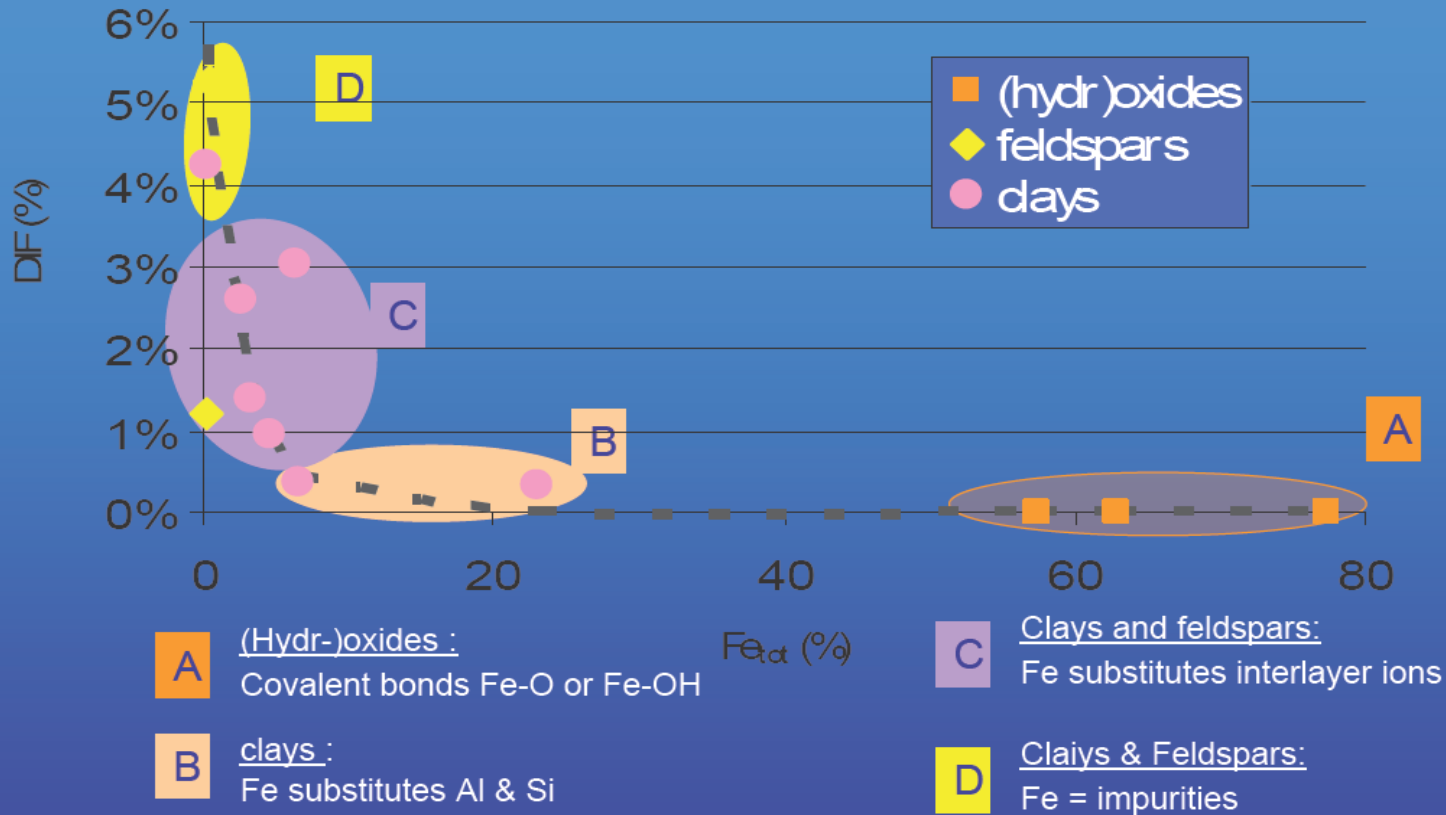 6%
5%
4%
3%
2%
1%
0%
DIF (%)
D
C
B
A
(hydr)oxides
feldspars
clays
0
20
40
60
80
Fetot (%)
A
(Hydr-)oxides :
Covalent bonds Fe-O or Fe-OH
B
clays :
Fe substitutes Al & Si
C
Clays and feldspars:
Fe substitutes interlayer ions
D
Claiys & Feldspars:
Fe = impurities